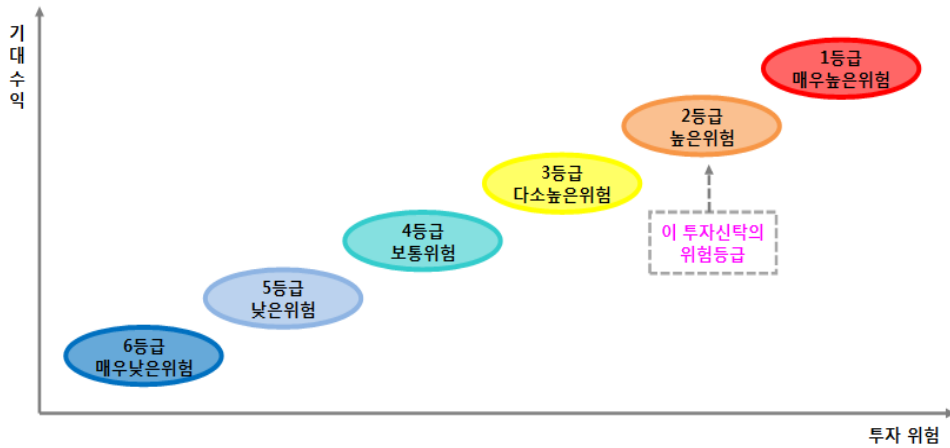 기대수익
1등급
매우높은위험
2등급
높은위험
3등급
다소높은위험
이 투자신탁의
위험등급
4등급
보통위험
5등급
낮은위험
6등급
매우낮은위험
투자 위험